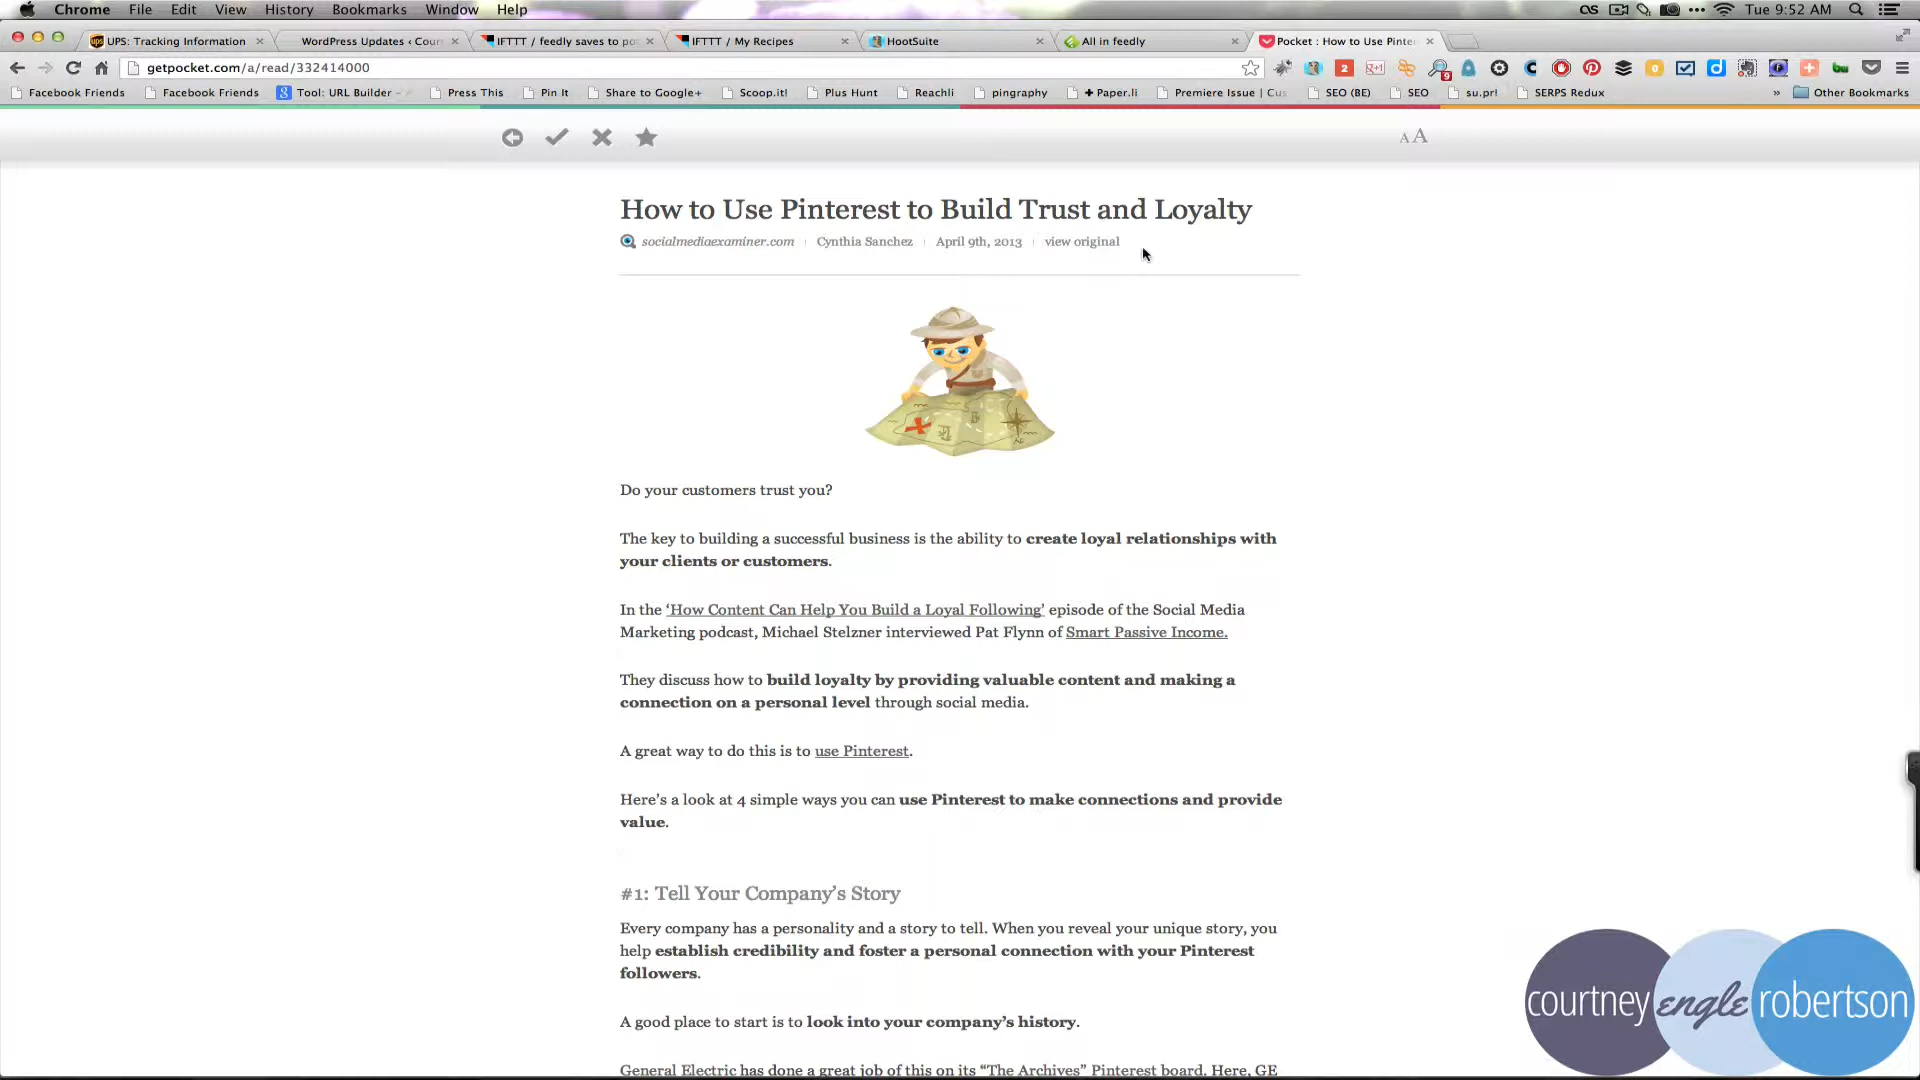 Chrome File Edit View History Bookmarks Window Help
Tue 9:52 AM
UPS: Tracking Information
WordPress Updates ‹ Cour
IFTTT / feedly saves to po
IFTTT / My Recipes
HootSuite
All in feedly
Pocket : How to Use Pinte
getpocket.com/a/read/332414000
Facebook Friends
Facebook Friends
Tool: URL Builder –
Press This
Pin It
Share to Google+
Scoop.it!
Plus Hunt
Reachli
pingraphy
+ Paper.li
Premiere Issue | Cus
SEO (BE)
SEO
su.pr!
SERPS Redux
»
Other Bookmarks
AA
How to Use Pinterest to Build Trust and Loyalty
socialmediaexaminer.com | Cynthia Sanchez | April 9th, 2013 | view original
Do your customers trust you?
The key to building a successful business is the ability to create loyal relationships with
your clients or customers.
In the ‘How Content Can Help You Build a Loyal Following’ episode of the Social Media
Marketing podcast, Michael Stelzner interviewed Pat Flynn of Smart Passive Income.
They discuss how to build loyalty by providing valuable content and making a
connection on a personal level through social media.
A great way to do this is to use Pinterest.
Here’s a look at 4 simple ways you can use Pinterest to make connections and provide
value.
#1: Tell Your Company’s Story
Every company has a personality and a story to tell. When you reveal your unique story, you
help establish credibility and foster a personal connection with your Pinterest
followers.
A good place to start is to look into your company’s history.
General Electric has done a great job of this on its “The Archives” Pinterest board. Here, GE
courtney engle robertson